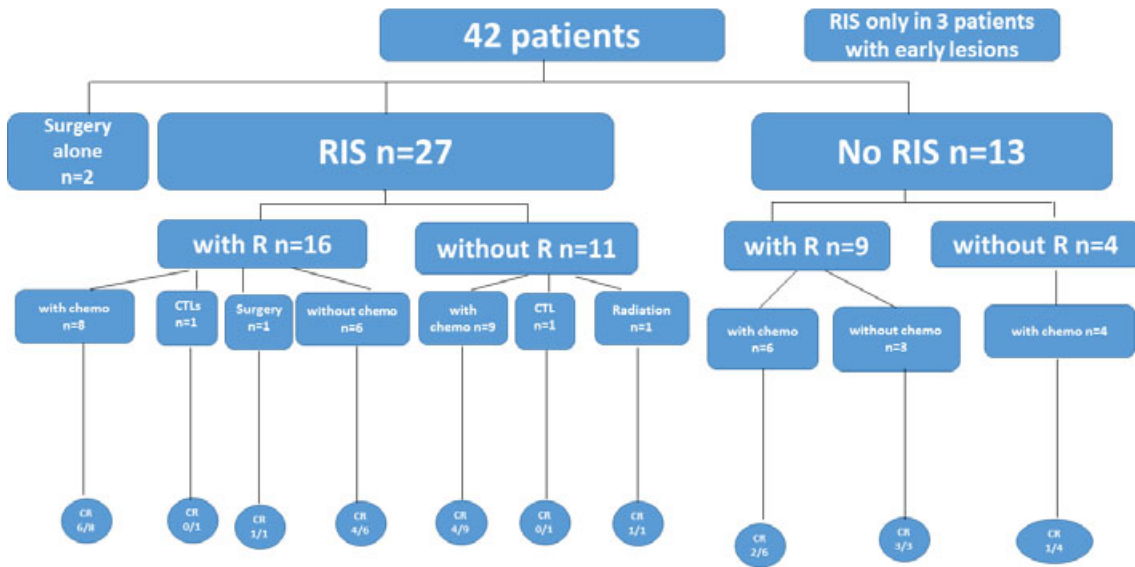 42 patients
RIS only in 3 patients
with early lesions
Surgery
alone
n=2
RIS n=27
No RIS n=13
with R n=16
without R n=11
with R n=9
without R n=4
with chemo
n=8
CTLs
n=1
Surgery
n=1
without chemo
n=6
with
chemo n=9
CTL
n=1
Radiation
n=1
with chemo
n=6
without chemo
n=3
with chemo n=4
CR
6/8
CR
0/1
CR
1/1
CR
4/6
CR
4/9
CR
0/1
CR
1/1
CR
2/6
CR
3/3
CR
1/4